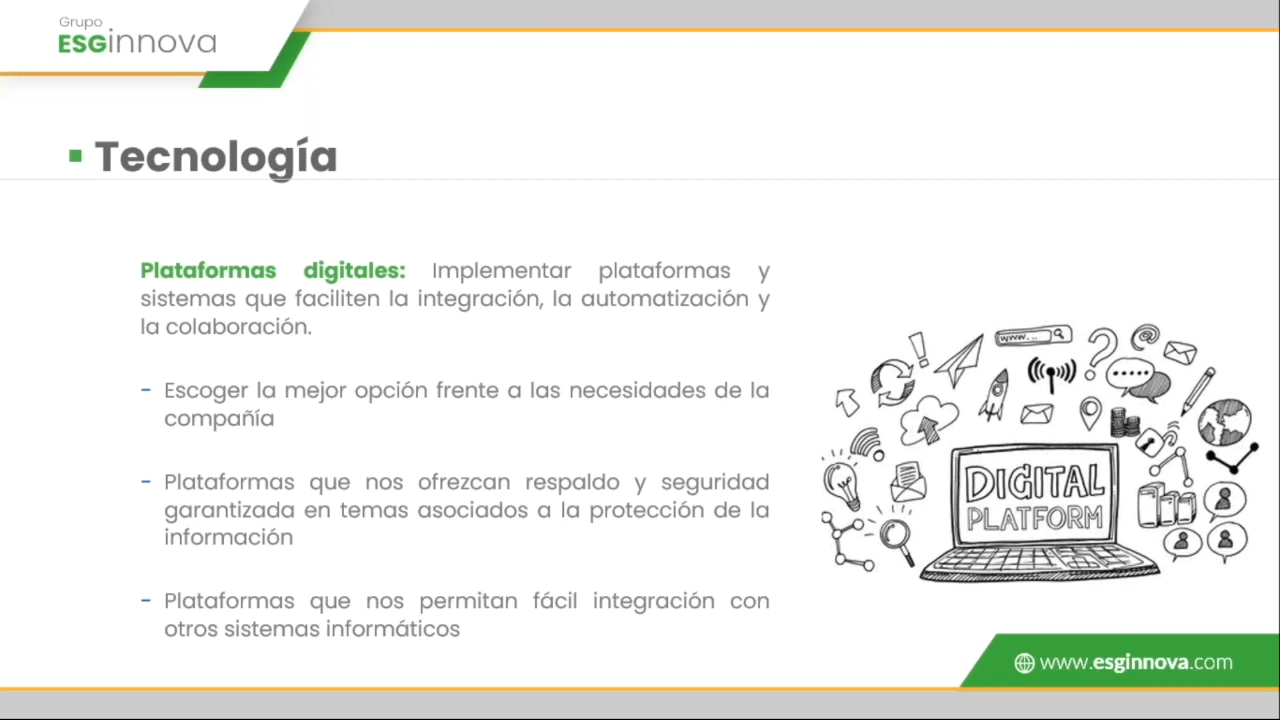 Grupo
ESGinnova
Tecnología
Plataformas digitales: Implementar plataformas y
sistemas que faciliten la integración, la automatización y
la colaboración.
- Escoger la mejor opción frente a las necesidades de la
compañía
- Plataformas que nos ofrezcan respaldo y seguridad
garantizada en temas asociados a la protección de la
información
- Plataformas que nos permitan fácil integración con
otros sistemas informáticos
www...
DIGITAL
PLATFORM
www.esginnova.com